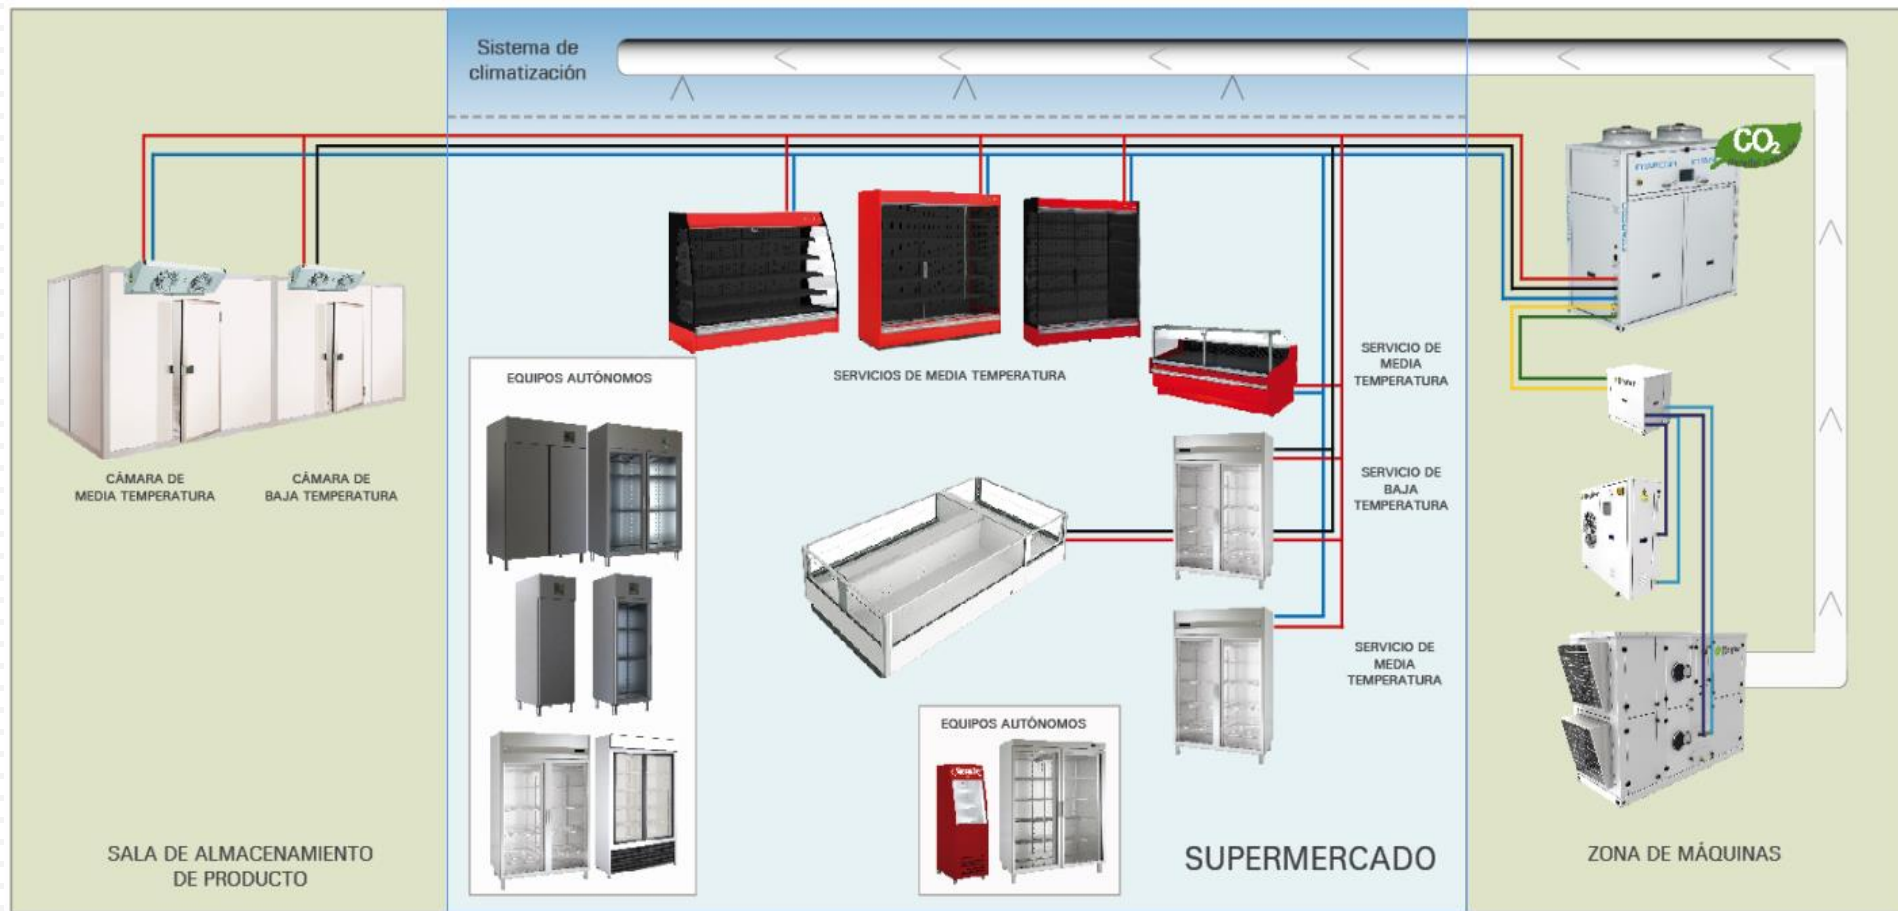 Sistema de
climatización
CO₂
SERVICIOS DE MEDIA TEMPERATURA
SERVICIO DE
MEDIA
TEMPERATURA
EQUIPOS AUTÓNOMOS
CÁMARA DE
MEDIA TEMPERATURA
CÁMARA DE
BAJA TEMPERATURA
SERVICIO DE
BAJA
TEMPERATURA
SERVICIO DE
MEDIA
TEMPERATURA
EQUIPOS AUTÓNOMOS
SALA DE ALMACENAMIENTO
DE PRODUCTO
SUPERMERCADO
ZONA DE MÁQUINAS